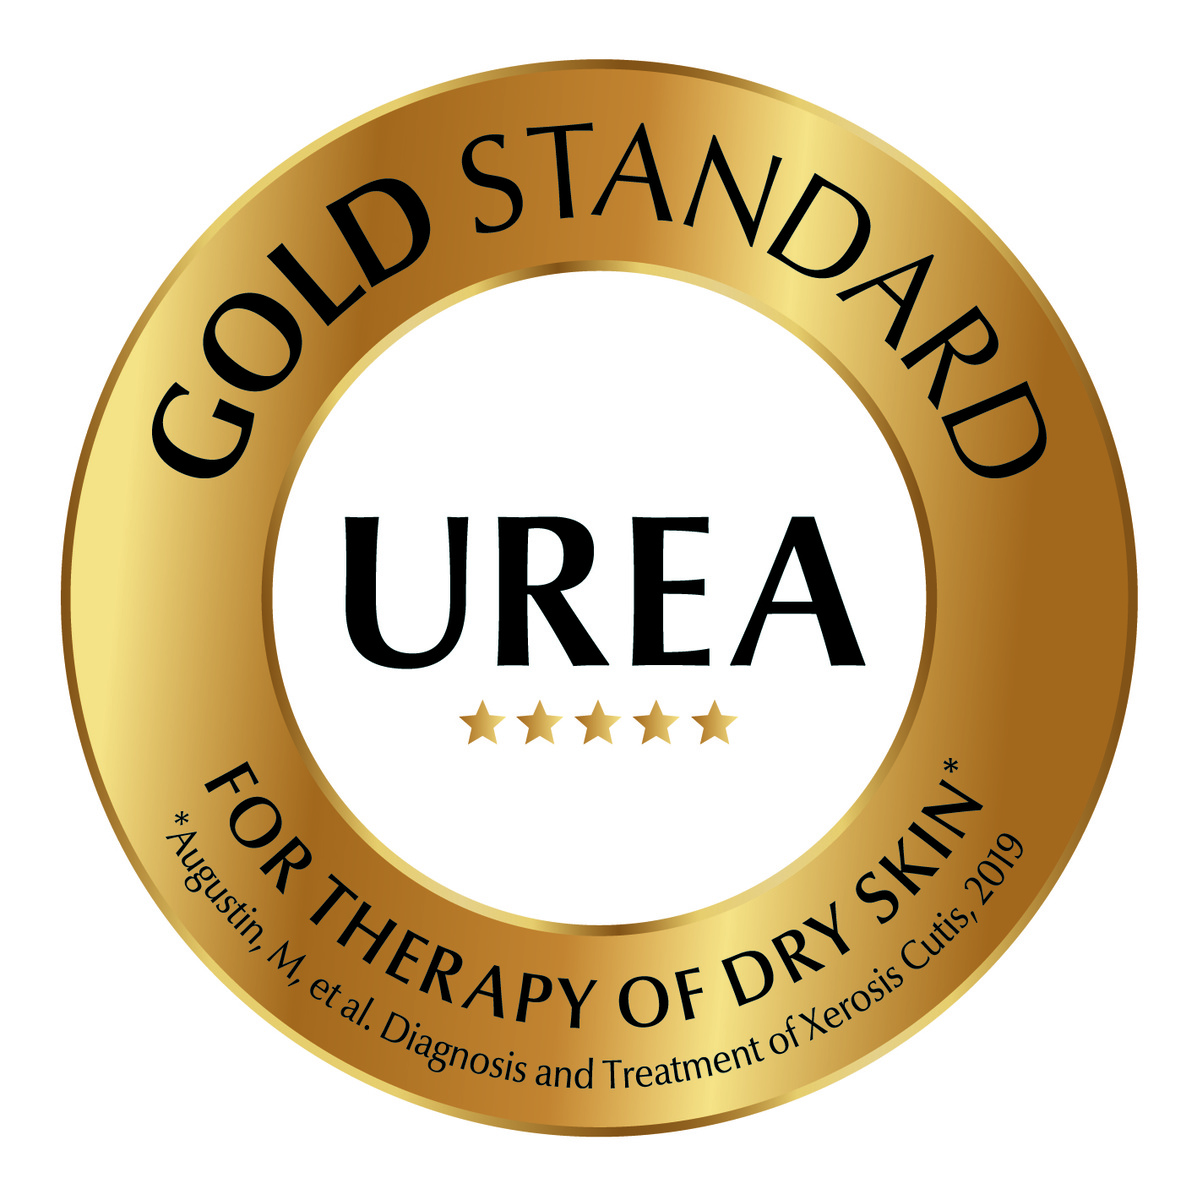 GOLD STANDARD
UREA
FOR THERAPY OF DRY SKIN*
*Augustin, M, et al. Diagnosis and Treatment of Xerosis Cutis, 2019